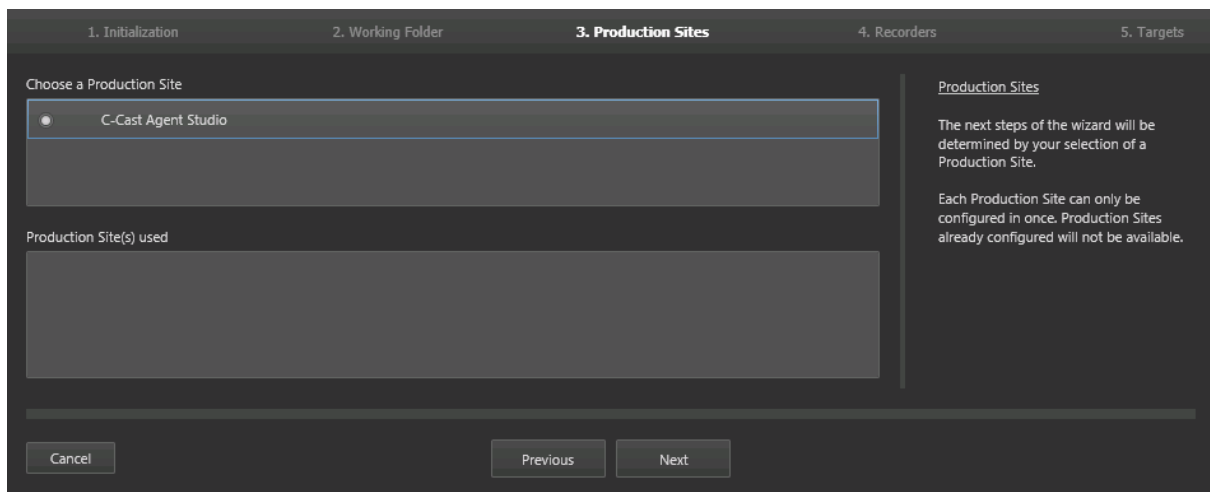 1. Initialization
2. Working Folder
3. Production Sites
4. Recorders
5. Targets
Choose a Production Site
C-Cast Agent Studio
Production Site(s) used
Production Sites
The next steps of the wizard will be
determined by your selection of a
Production Site.
Each Production Site can only be
configured in once. Production Sites
already configured will not be available.
Cancel
Previous
Next